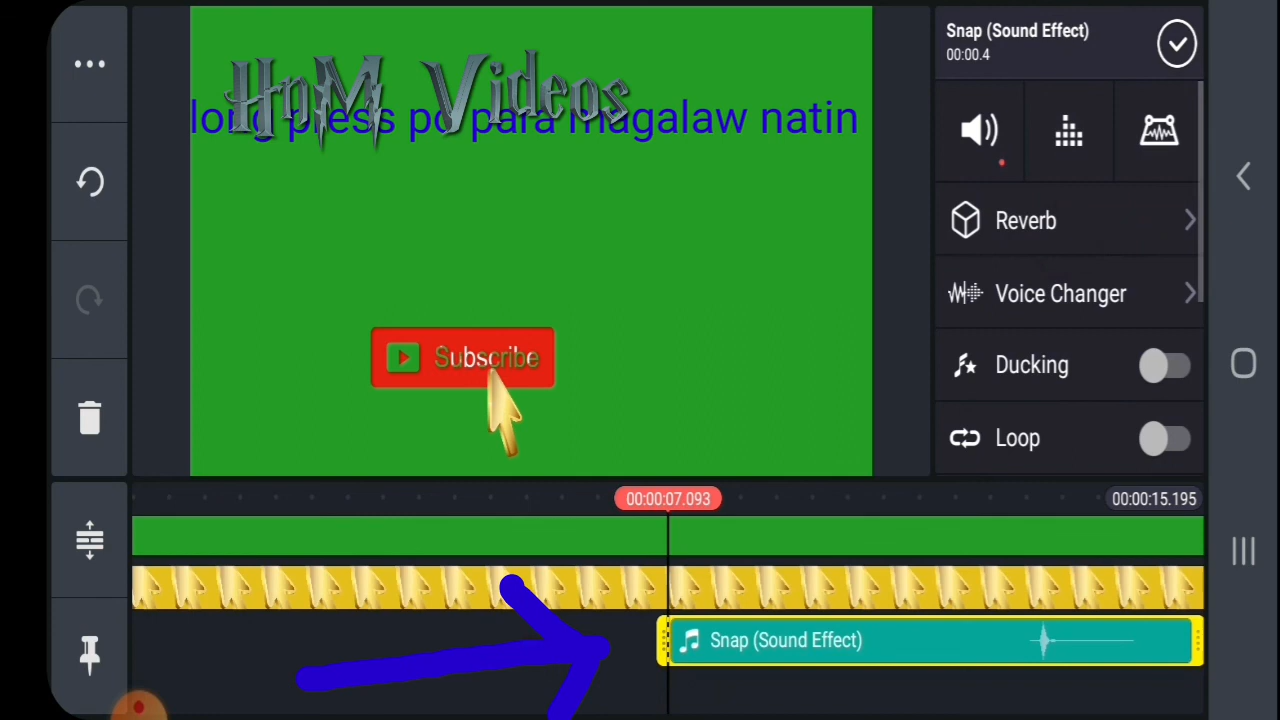 HnM Videos
long press po para magalaw natin
Subscribe
Snap (Sound Effect)
00:00.4
Reverb
Voice Changer
Ducking
Loop
00:00:07.093
00:00:15.195
Snap (Sound Effect)